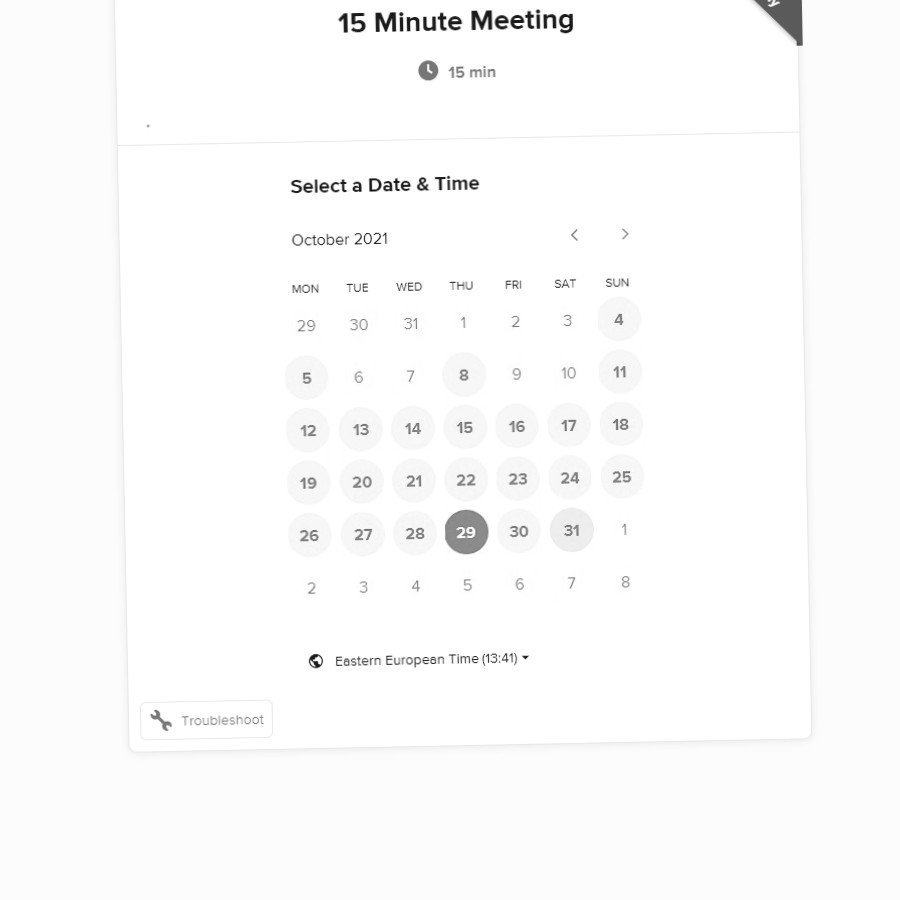 15 Minute Meeting
15 min
Select a Date & Time
October 2021
MON TUE WED THU FRI SAT SUN
29 30 31 1 2 3 4
5 6 7 8 9 10 11
12 13 14 15 16 17 18
19 20 21 22 23 24 25
26 27 28 29 30 31 1
2 3 4 5 6 7 8
Eastern European Time (13:41)
Troubleshoot